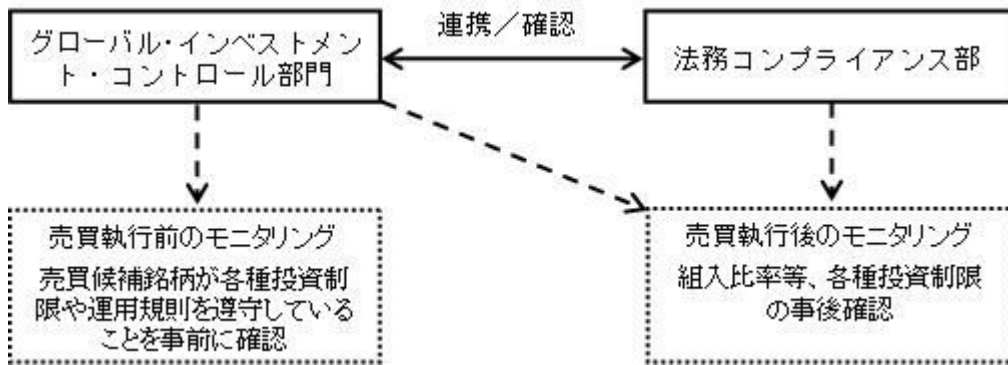 連携／確認
グローバル・インベストメン
ト・コントロール部門
法務コンプライアンス部
売買執行前のモニタリング
売買候補銘柄が各種投資制
限や運用規則を遵守している
ことを事前に確認
売買執行後のモニタリング
組入比率等、各種投資制限
の事後確認